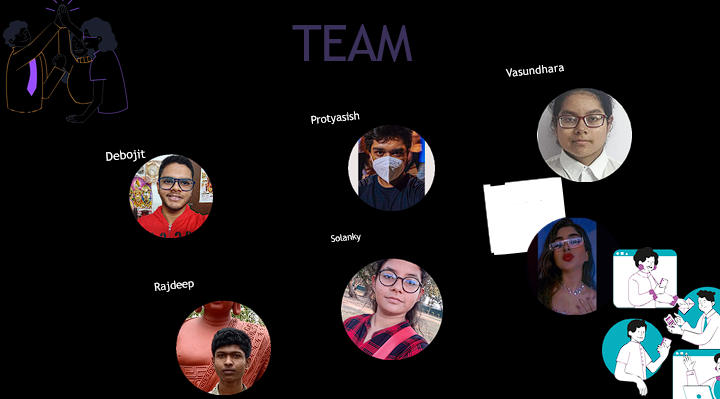 TEAM
Vasundhara
Protyasish
Debojit
Solanky
Rajdeep